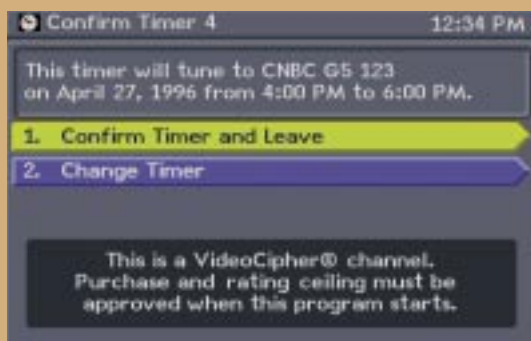 Confirm Timer 4
12:34 PM
This timer will tune to CNBC G5 123
on April 27, 1996 from 4:00 PM to 6:00 PM.
1. Confirm Timer and Leave
2. Change Timer
This is a VideoCipher® channel.
Purchase and rating ceiling must be
approved when this program starts.